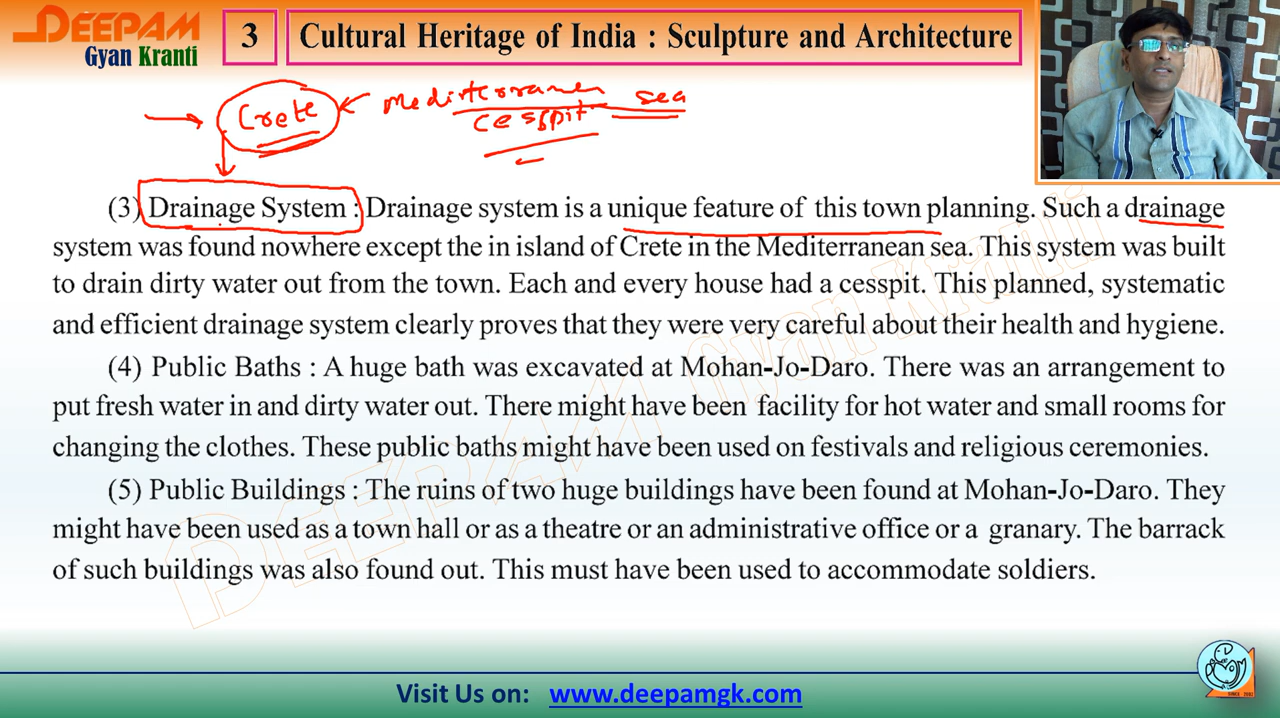 DEEPAM
Gyan Kranti
3
Cultural Heritage of India : Sculpture and Architecture
Crete
Mediterranen sea
cesspit
(3) Drainage System : Drainage system is a unique feature of this town planning. Such a drainage
system was found nowhere except the in island of Crete in the Mediterranean sea. This system was built
to drain dirty water out from the town. Each and every house had a cesspit. This planned, systematic
and efficient drainage system clearly proves that they were very careful about their health and hygiene.
(4) Public Baths : A huge bath was excavated at Mohan-Jo-Daro. There was an arrangement to
put fresh water in and dirty water out. There might have been facility for hot water and small rooms for
changing the clothes. These public baths might have been used on festivals and religious ceremonies.
(5) Public Buildings : The ruins of two huge buildings have been found at Mohan-Jo-Daro. They
might have been used as a town hall or as a theatre or an administrative office or a granary. The barrack
of such buildings was also found out. This must have been used to accommodate soldiers.
DEEPAM Gyan Kranti
Visit Us on: www.deepamgk.com